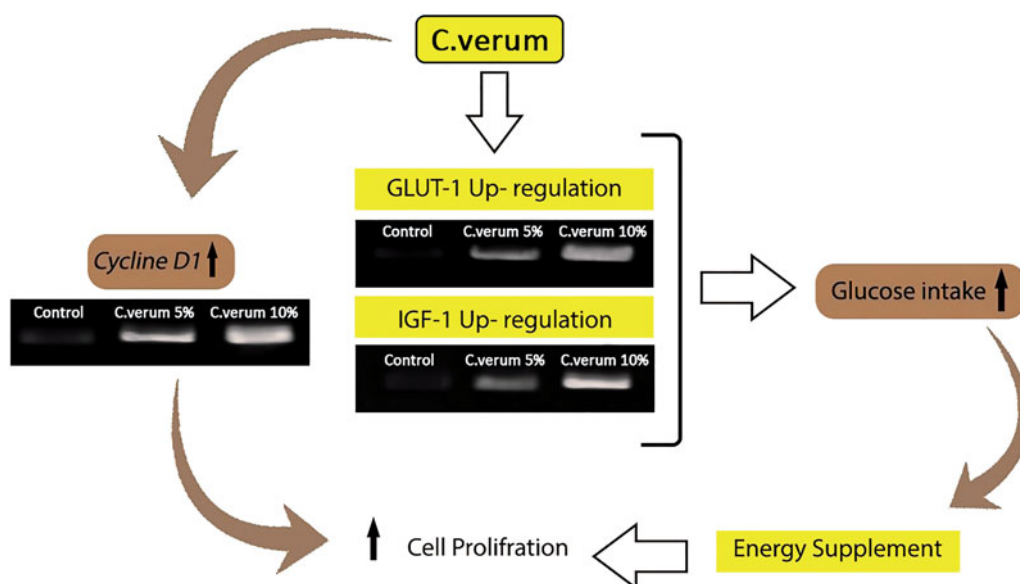 C.verum
GLUT-1 Up- regulation
Control C.verum 5% C.verum 10%
Cycline D1
Control C.verum 5% C.verum 10%
IGF-1 Up- regulation
Control C.verum 5% C.verum 10%
Glucose intake
Cell Prolifration
Energy Supplement